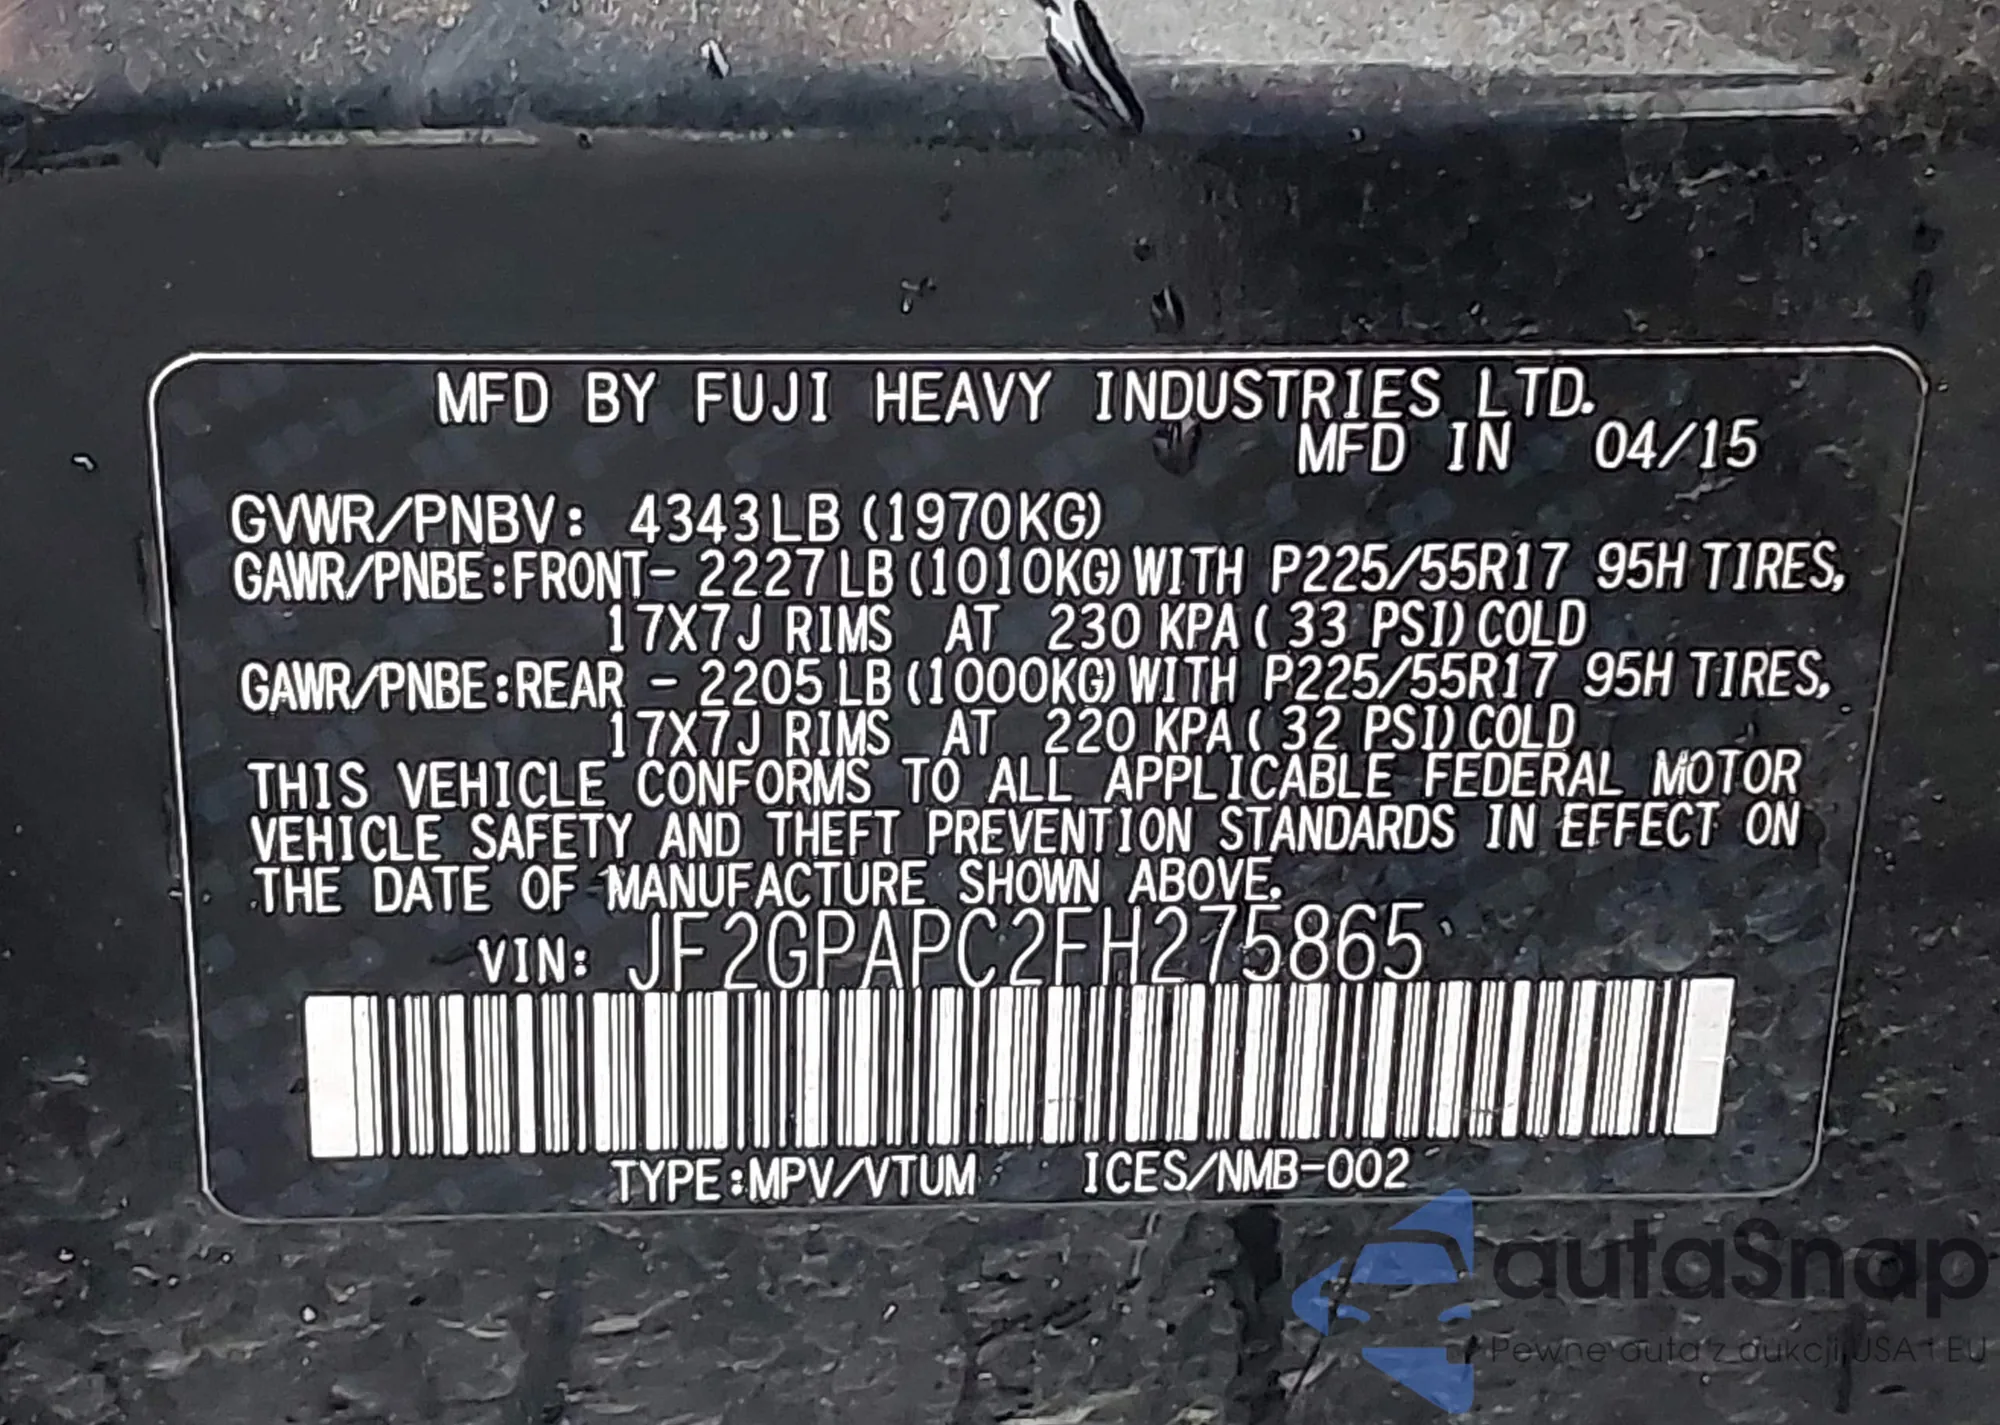 MFD BY FUJI HEAVY INDUSTRIES LTD.
MFD IN 04/15
GVWR/PNBV: 4343LB (1970KG)
GAWR/PNBE:FRONT- 2227LB (1010KG) WITH P225/55R17 95H TIRES,
17X7J RIMS AT 230 KPA ( 33 PSI) COLD
GAWR/PNBE:REAR - 2205LB (1000KG) WITH P225/55R17 95H TIRES,
17X7J RIMS AT 220 KPA ( 32 PSI) COLD
THIS VEHICLE CONFORMS TO ALL APPLICABLE FEDERAL MOTOR
VEHICLE SAFETY AND THEFT PREVENTION STANDARDS IN EFFECT ON
THE DATE OF MANUFACTURE SHOWN ABOVE.
VIN: JF2GPAPC2FH275865
TYPE:MPV/VTUM ICES/NMB-002
autaSnap
Pewne auta z aukcji USA i EU